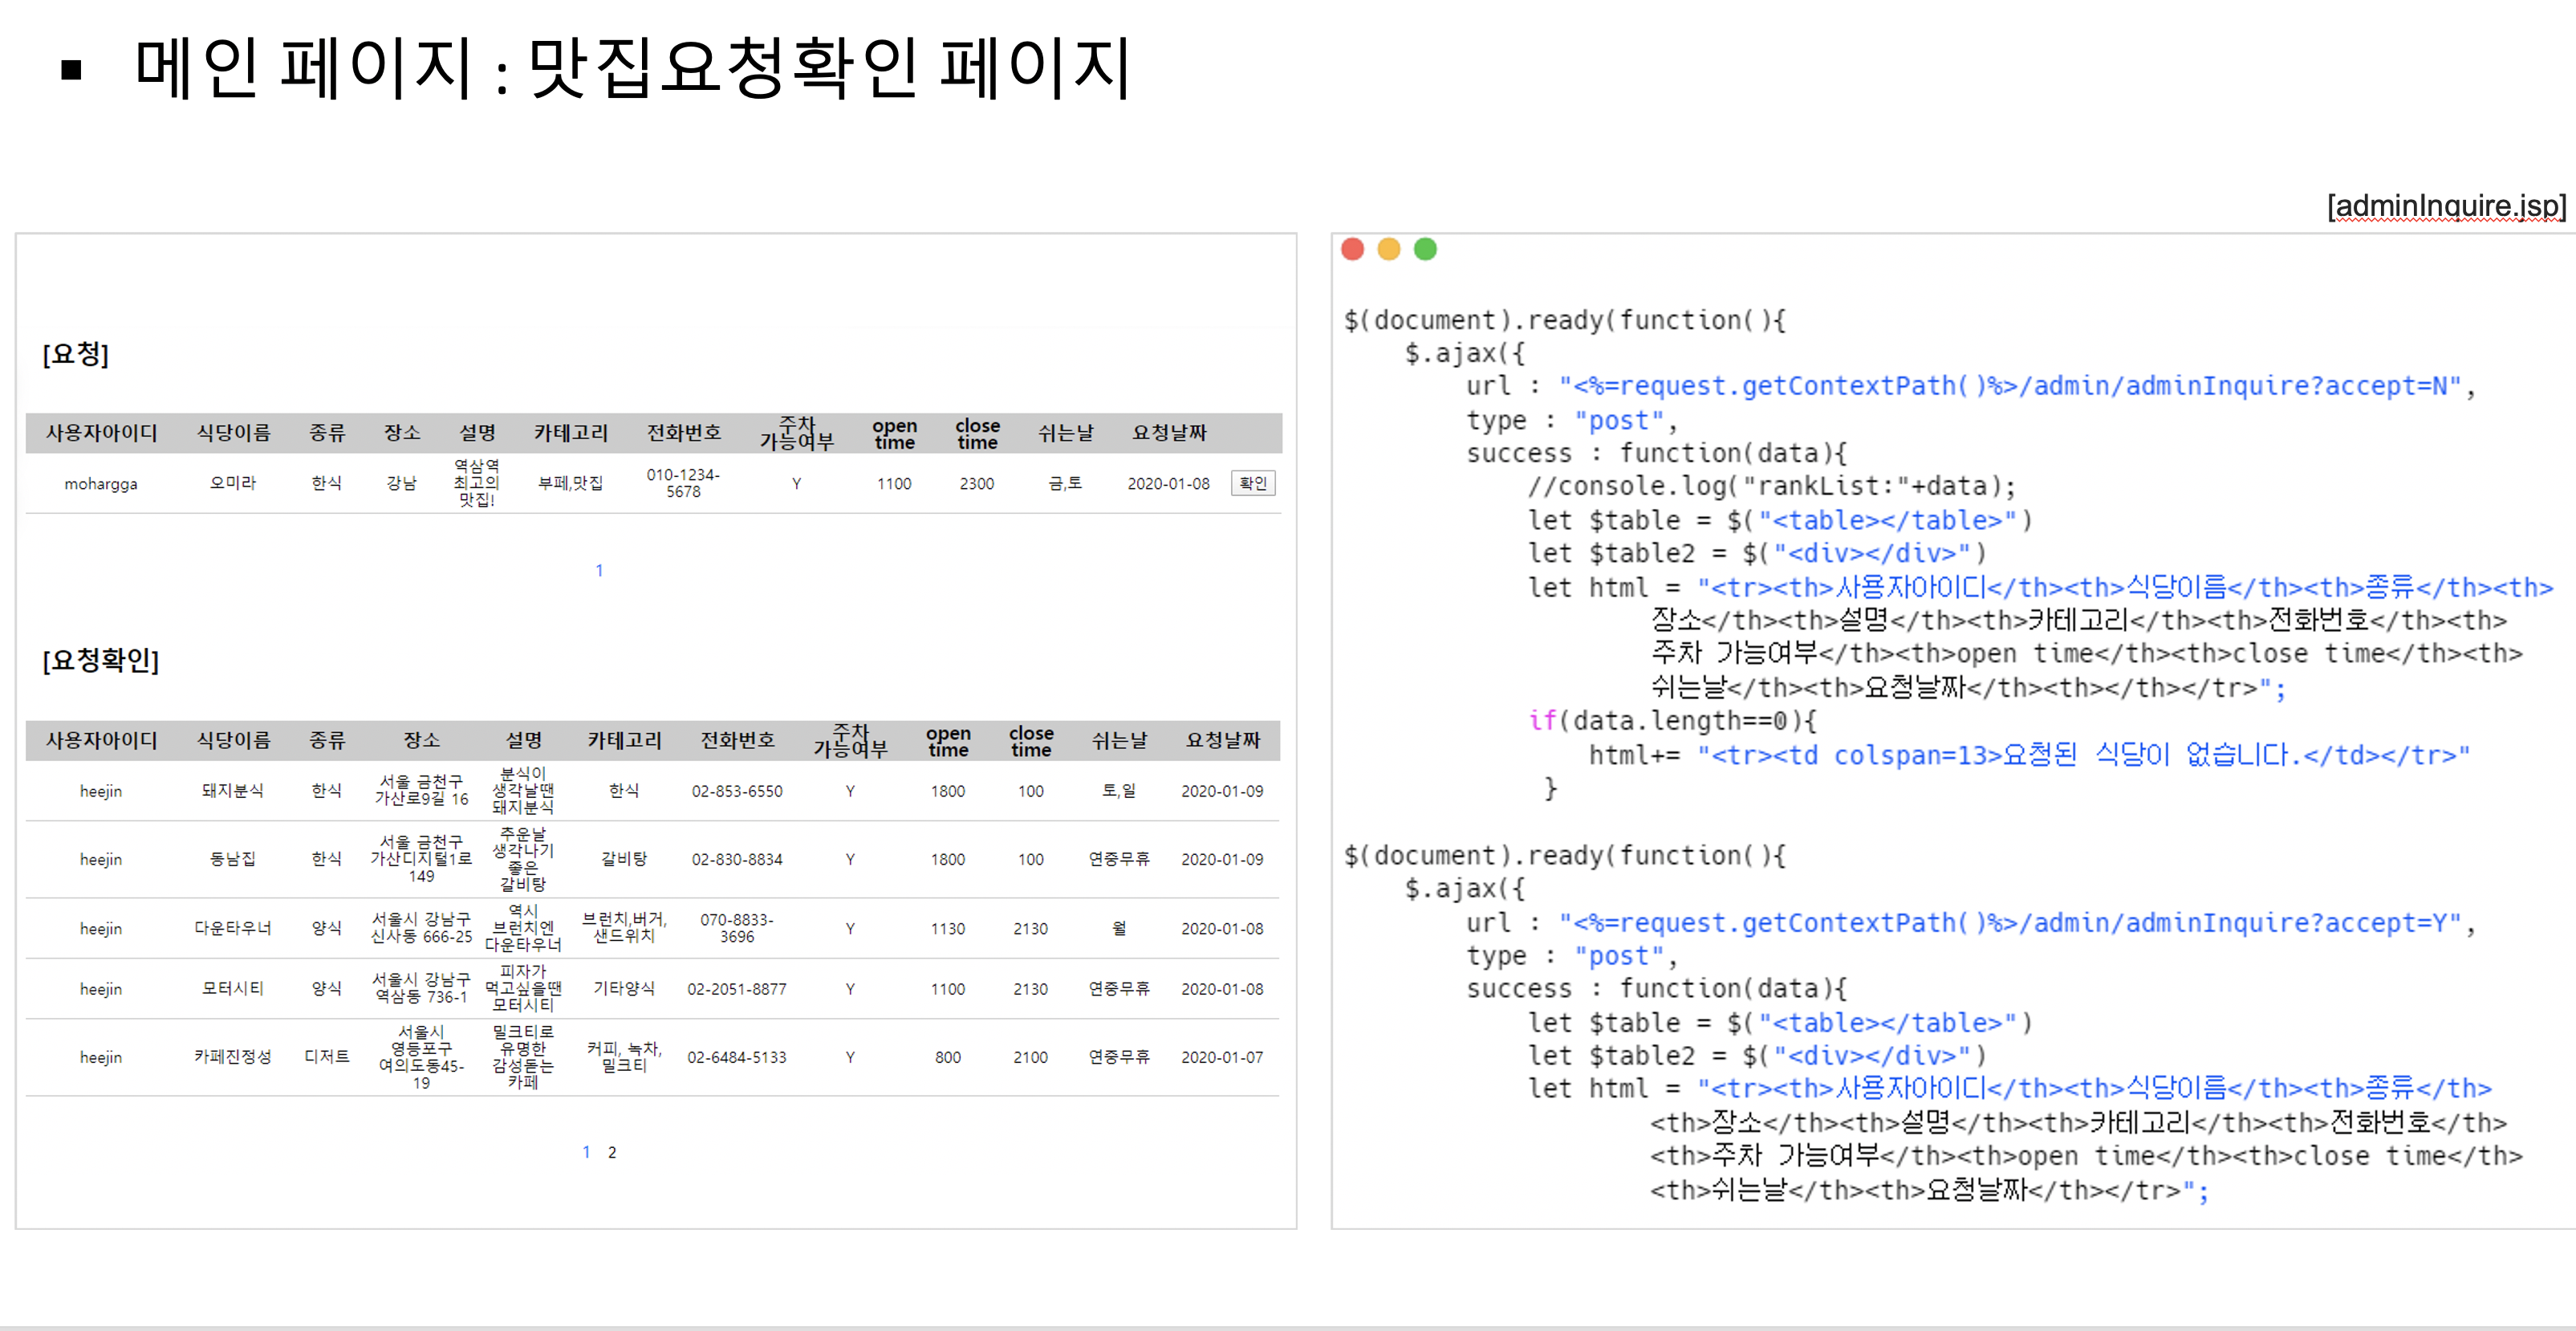 ▪ 메인 페이지 : 맛집요청확인 페이지
[adminInquire.jsp]
[요청]
사용자아이디 식당이름 종류 장소 설명 카테고리 전화번호 주차 가능여부 open time close time 쉬는날 요청날짜
mohargga 오미라 한식 강남 역삼역 최고의 맛집! 부페,맛집 010-1234-5678 Y 1100 2300 금,토 2020-01-08 확인
1
[요청확인]
사용자아이디 식당이름 종류 장소 설명 카테고리 전화번호 주차 가능여부 open time close time 쉬는날 요청날짜
heejin 돼지분식 한식 서울 금천구 가산로9길 16 분식이 생각날땐 돼지분식 한식 02-853-6550 Y 1800 100 토,일 2020-01-09
heejin 동남집 한식 서울 금천구 가산디지털1로 149 추운날 생각나기 좋은 갈비탕 갈비탕 02-830-8834 Y 1800 100 연중무휴 2020-01-09
heejin 다운타우너 양식 서울시 강남구 신사동 666-25 역시 브런치엔 다운타우너 브런치,버거, 샌드위치 070-8833-3696 Y 1130 2130 월 2020-01-08
heejin 모터시티 양식 서울시 강남구 역삼동 736-1 피자가 먹고싶을땐 모터시티 기타양식 02-2051-8877 Y 1100 2130 연중무휴 2020-01-08
heejin 카페진정성 디저트 서울시 영등포구 여의도동45-19 밀크티로 유명한 감성돋는 카페 커피, 녹차, 밀크티 02-6484-5133 Y 800 2100 연중무휴 2020-01-07
1 2
$(document).ready(function(){
$.ajax({
url : "<%=request.getContextPath()%>/admin/adminInquire?accept=N",
type : "post",
success : function(data){
//console.log("rankList:"+data);
let $table = $("<table></table>")
let $table2 = $("<div></div>")
let html = "<tr><th>사용자아이디</th><th>식당이름</th><th>종류</th><th>
장소</th><th>설명</th><th>카테고리</th><th>전화번호</th><th>
주차 가능여부</th><th>open time</th><th>close time</th><th>
쉬는날</th><th>요청날짜</th><th></th></tr>";
if(data.length==0){
html+= "<tr><td colspan=13>요청된 식당이 없습니다.</td></tr>"
}
$(document).ready(function(){
$.ajax({
url : "<%=request.getContextPath()%>/admin/adminInquire?accept=Y",
type : "post",
success : function(data){
let $table = $("<table></table>")
let $table2 = $("<div></div>")
let html = "<tr><th>사용자아이디</th><th>식당이름</th><th>종류</th>
<th>장소</th><th>설명</th><th>카테고리</th><th>전화번호</th>
<th>주차 가능여부</th><th>open time</th><th>close time</th>
<th>쉬는날</th><th>요청날짜</th></tr>";